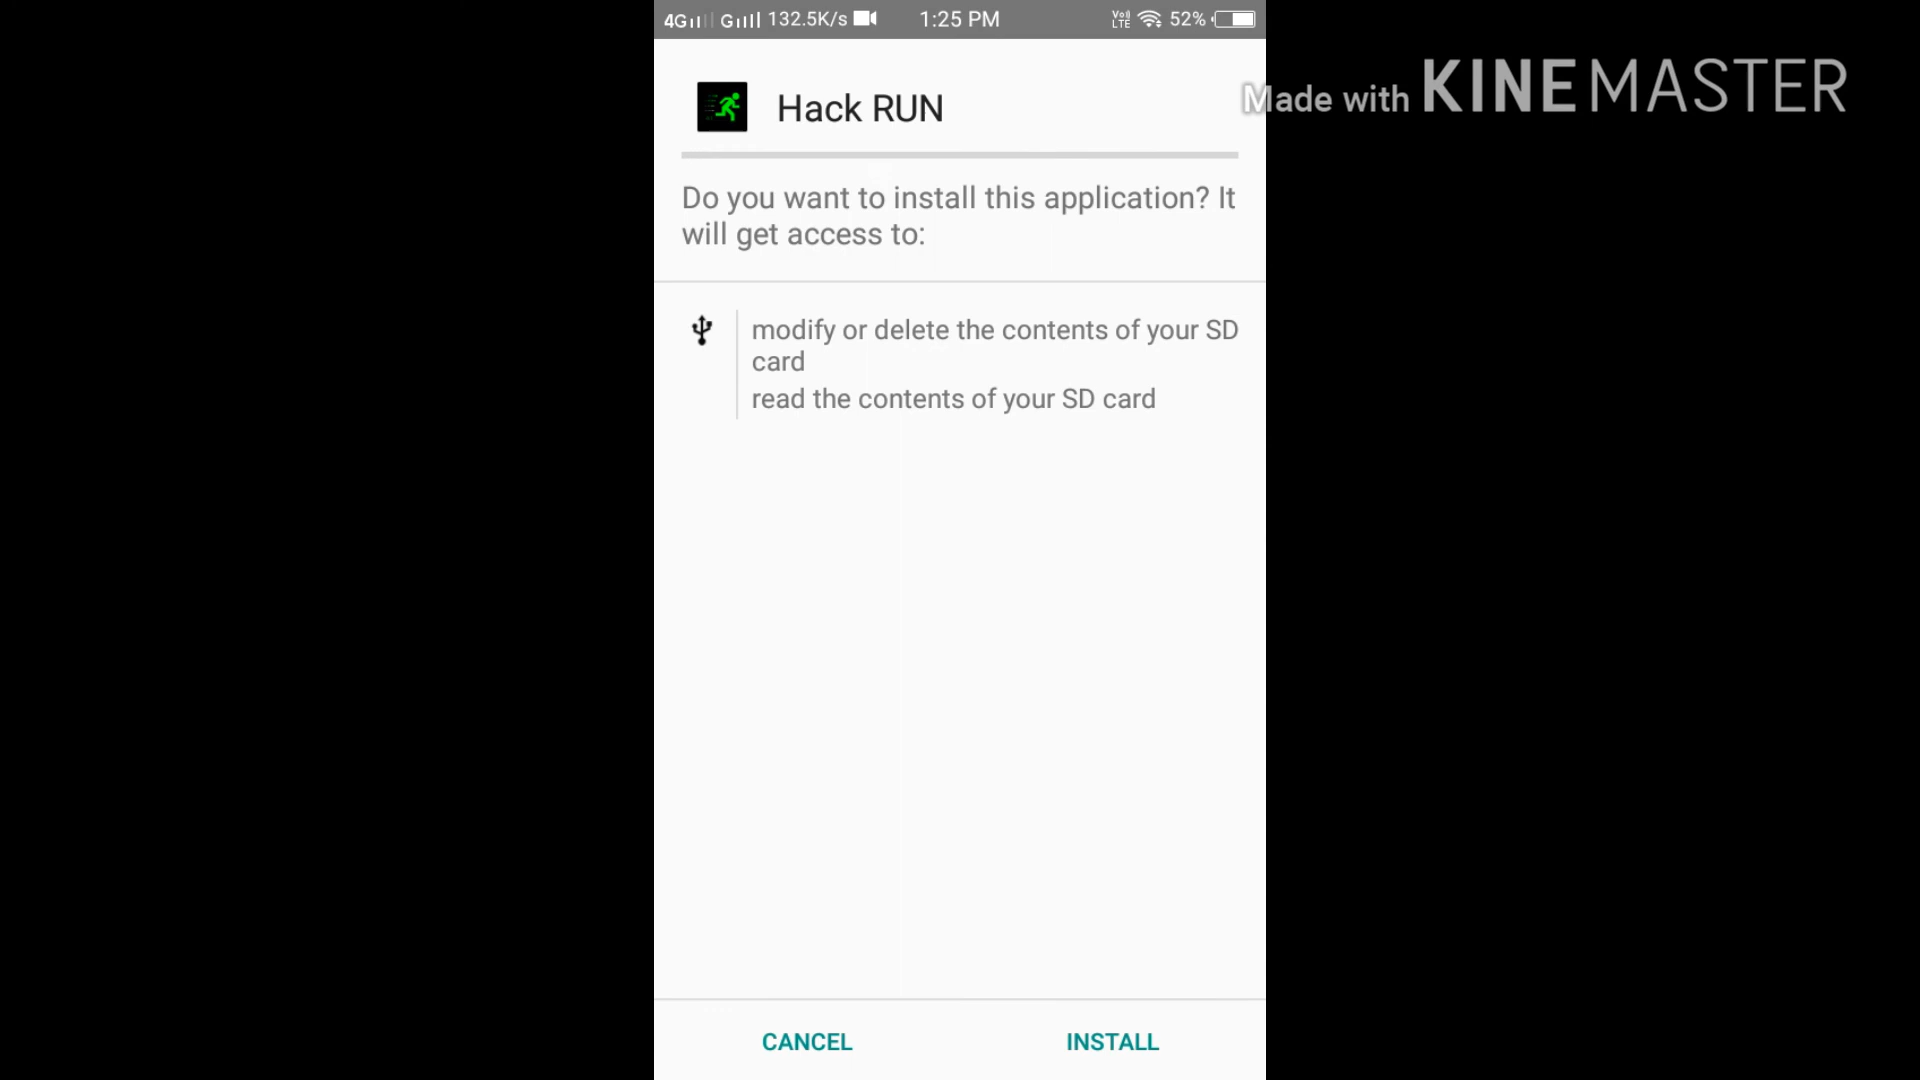 4G G 132.5K/s 1:25 PM VoLTE 52%
Hack RUN
Made with KINEMASTER
Do you want to install this application? It
will get access to:
modify or delete the contents of your SD
card
read the contents of your SD card
CANCEL INSTALL